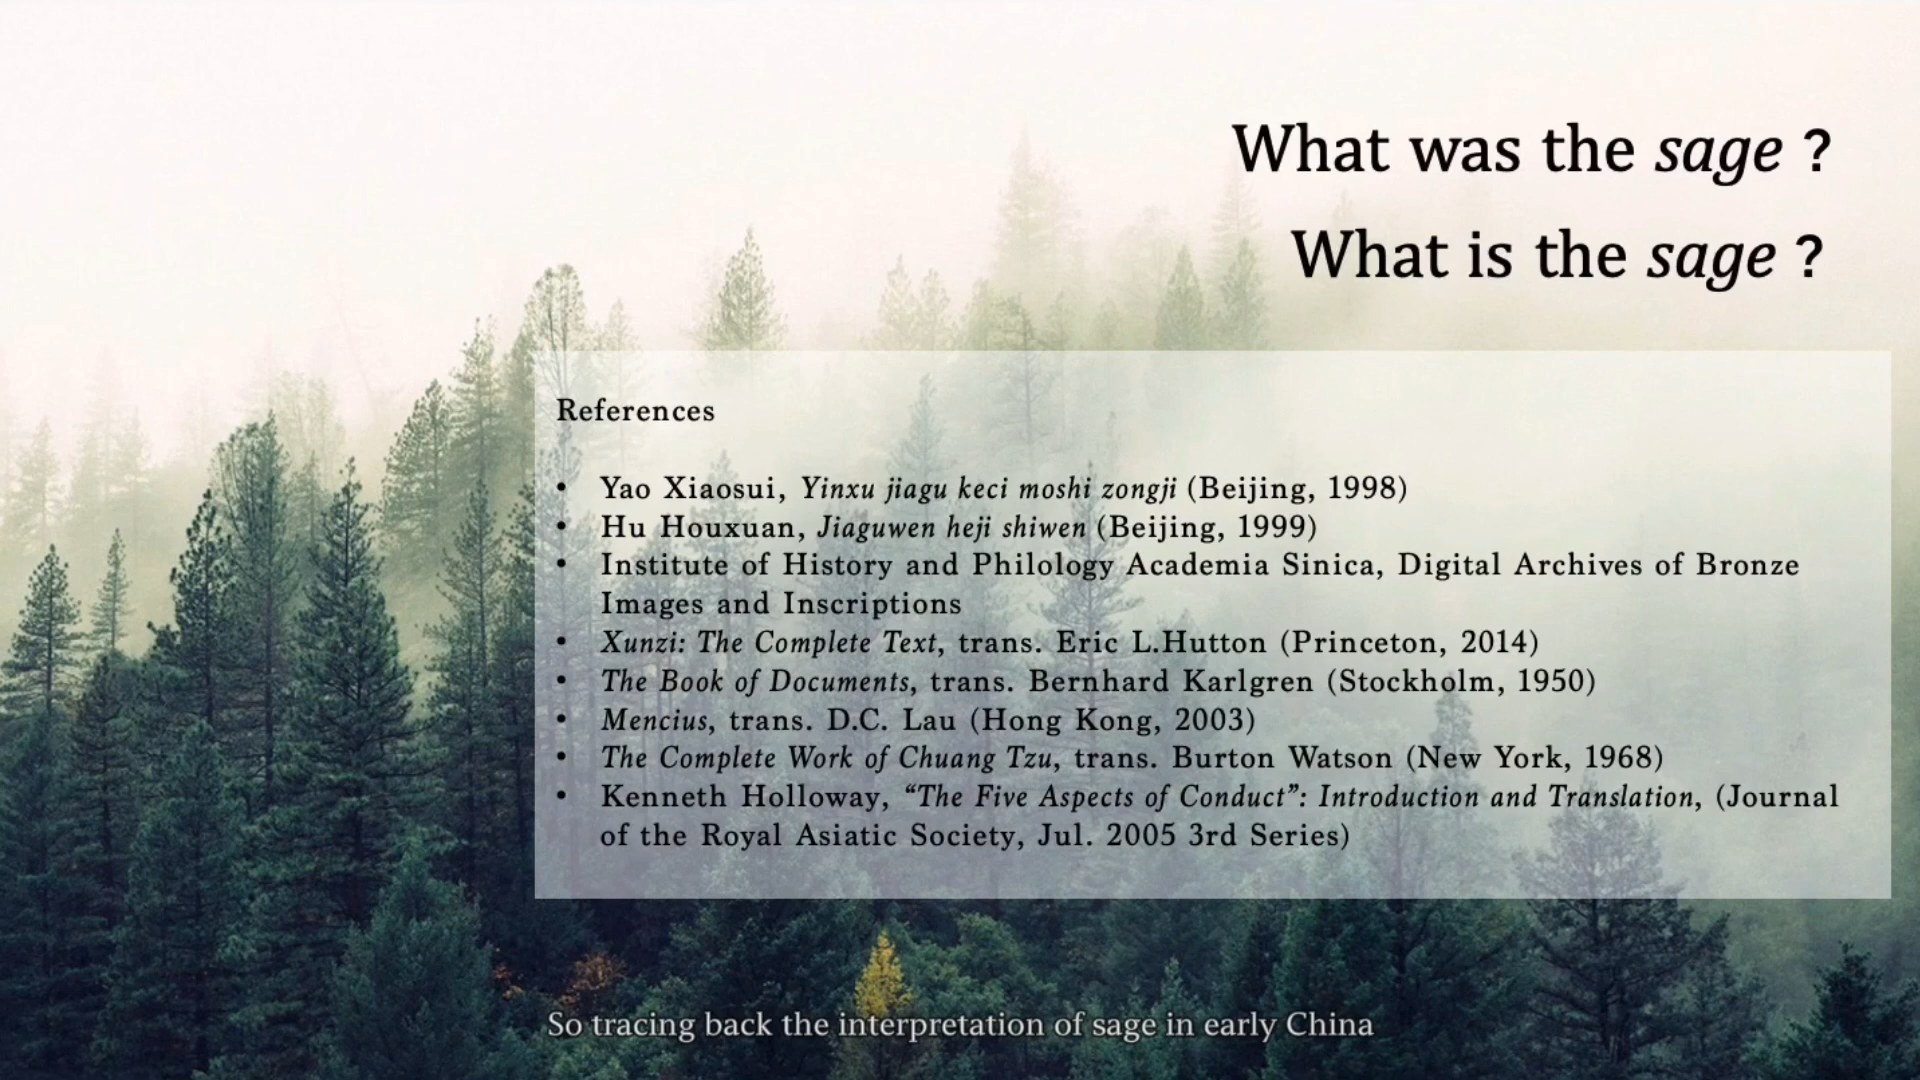 What was the sage ?
What is the sage ?
References
• Yao Xiaosui, Yinxu jiagu keci moshi zongji (Beijing, 1998)
• Hu Houxuan, Jiaguwen heji shiwen (Beijing, 1999)
• Institute of History and Philology Academia Sinica, Digital Archives of Bronze
Images and Inscriptions
• Xunzi: The Complete Text, trans. Eric L.Hutton (Princeton, 2014)
• The Book of Documents, trans. Bernhard Karlgren (Stockholm, 1950)
• Mencius, trans. D.C. Lau (Hong Kong, 2003)
• The Complete Work of Chuang Tzu, trans. Burton Watson (New York, 1968)
• Kenneth Holloway, “The Five Aspects of Conduct”: Introduction and Translation, (Journal
of the Royal Asiatic Society, Jul. 2005 3rd Series)
So tracing back the interpretation of sage in early China